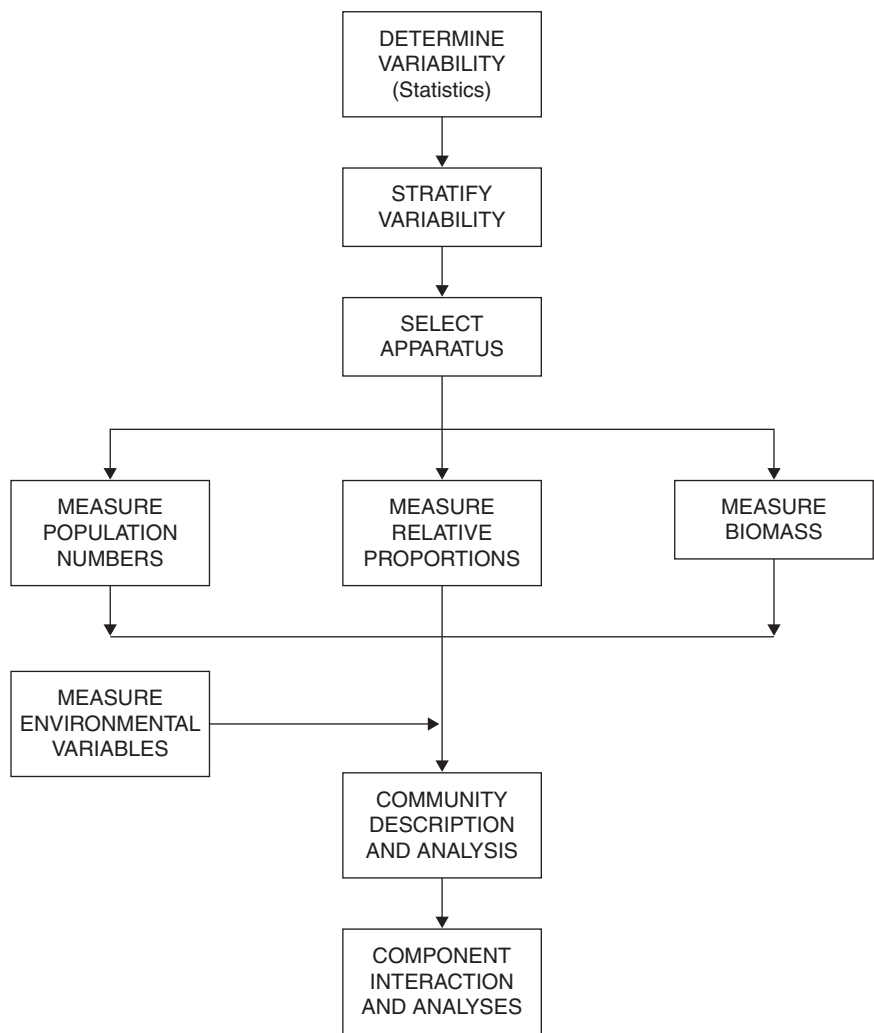 DETERMINE
VARIABILITY
(Statistics)
STRATIFY
VARIABILITY
SELECT
APPARATUS
MEASURE
POPULATION
NUMBERS
MEASURE
RELATIVE
PROPORTIONS
MEASURE
BIOMASS
MEASURE
ENVIRONMENTAL
VARIABLES
COMMUNITY
DESCRIPTION
AND ANALYSIS
COMPONENT
INTERACTION
AND ANALYSES